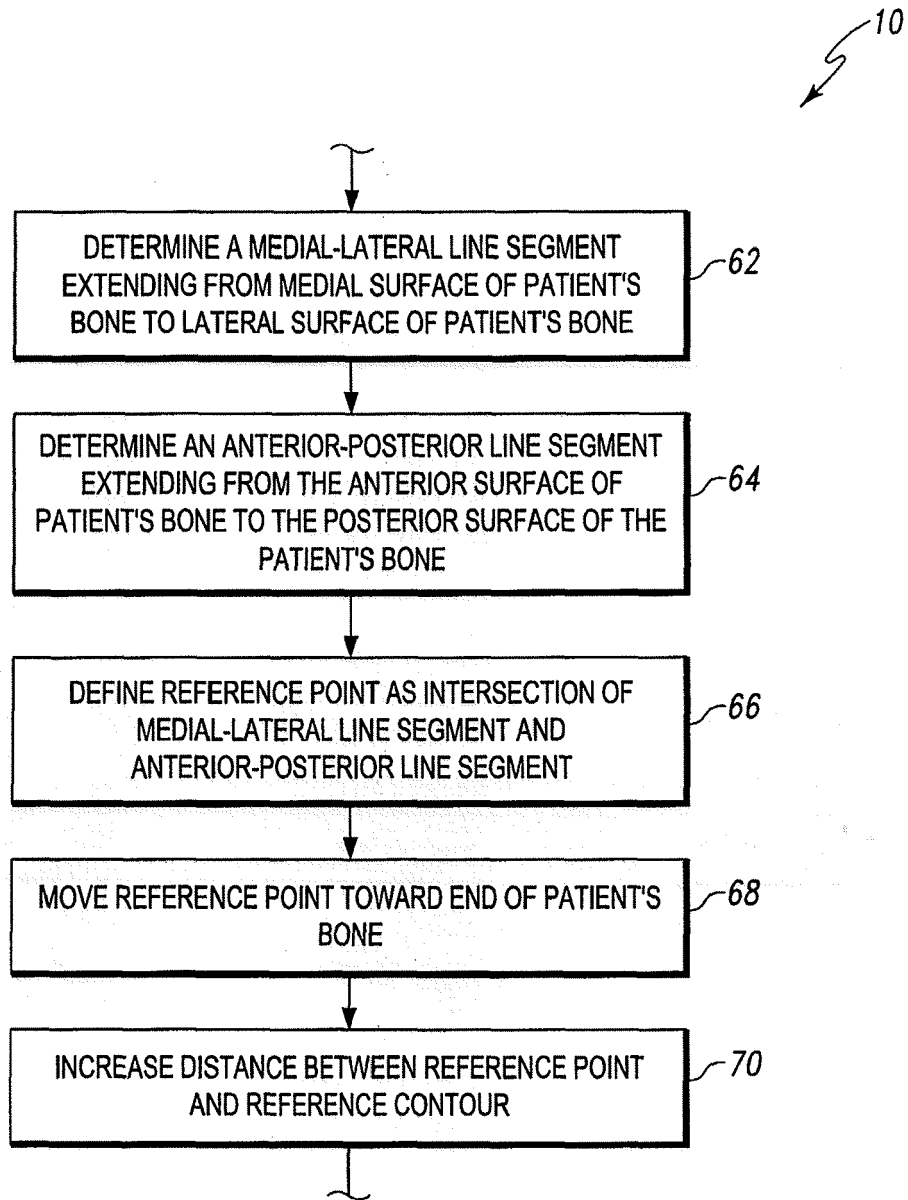 10
DETERMINE A MEDIAL-LATERAL LINE SEGMENT
EXTENDING FROM MEDIAL SURFACE OF PATIENT'S
BONE TO LATERAL SURFACE OF PATIENT'S BONE
62
DETERMINE AN ANTERIOR-POSTERIOR LINE SEGMENT
EXTENDING FROM THE ANTERIOR SURFACE OF
PATIENT'S BONE TO THE POSTERIOR SURFACE OF THE
PATIENT'S BONE
64
DEFINE REFERENCE POINT AS INTERSECTION OF
MEDIAL-LATERAL LINE SEGMENT AND
ANTERIOR-POSTERIOR LINE SEGMENT
66
MOVE REFERENCE POINT TOWARD END OF PATIENT'S
BONE
68
INCREASE DISTANCE BETWEEN REFERENCE POINT
AND REFERENCE CONTOUR
70